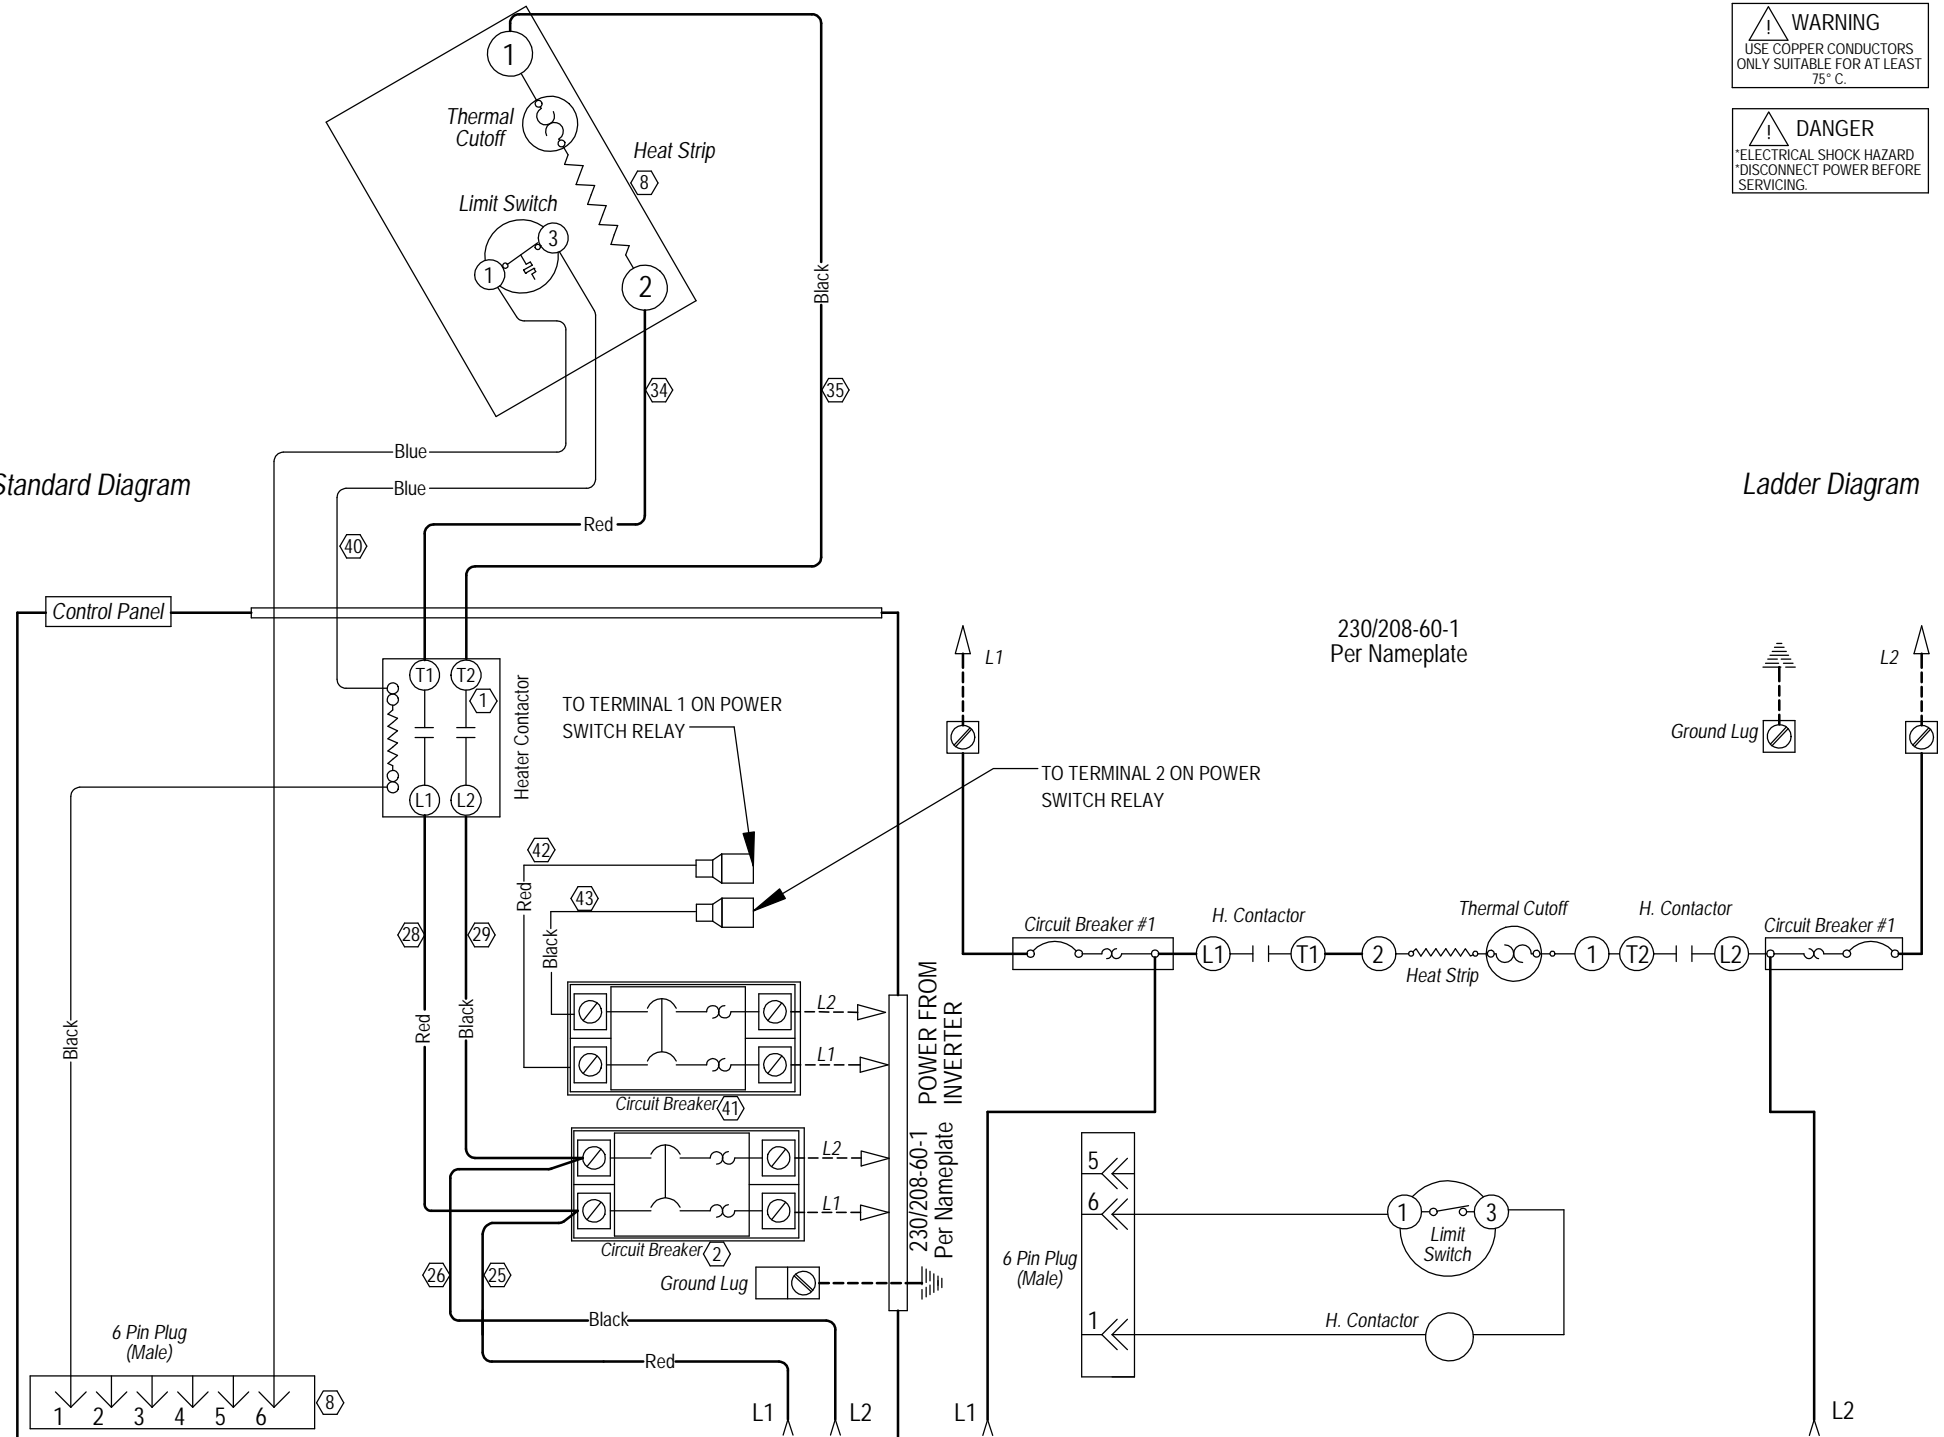 WARNING
USE COPPER CONDUCTORS
ONLY SUITABLE FOR AT LEAST
75° C.
DANGER
*ELECTRICAL SHOCK HAZARD
*DISCONNECT POWER BEFORE
SERVICING.
1
Thermal
Cutoff
Heat Strip
8
Limit Switch
3
1
2
Black
34
35
Blue
Blue
Red
40
Standard Diagram
Ladder Diagram
Control Panel
T1
T2
1
L1
L2
Heater Contactor
TO TERMINAL 1 ON POWER
SWITCH RELAY
TO TERMINAL 2 ON POWER
SWITCH RELAY
42
Red
43
Black
28
29
Red
Black
Black
L2
L1
Circuit Breaker
41
POWER FROM
INVERTER
L2
L1
Circuit Breaker
2
230/208-60-1
Per Nameplate
26
25
Ground Lug
Black
Red
6 Pin Plug
(Male)
1 2 3 4 5 6
8
L1
L2
230/208-60-1
Per Nameplate
L1
L2
Ground Lug
Circuit Breaker #1
H. Contactor
Thermal Cutoff
H. Contactor
Circuit Breaker #1
L1
T1
2
1
T2
L2
Heat Strip
5
6
1
3
Limit
Switch
6 Pin Plug
(Male)
1
H. Contactor
L1
L2